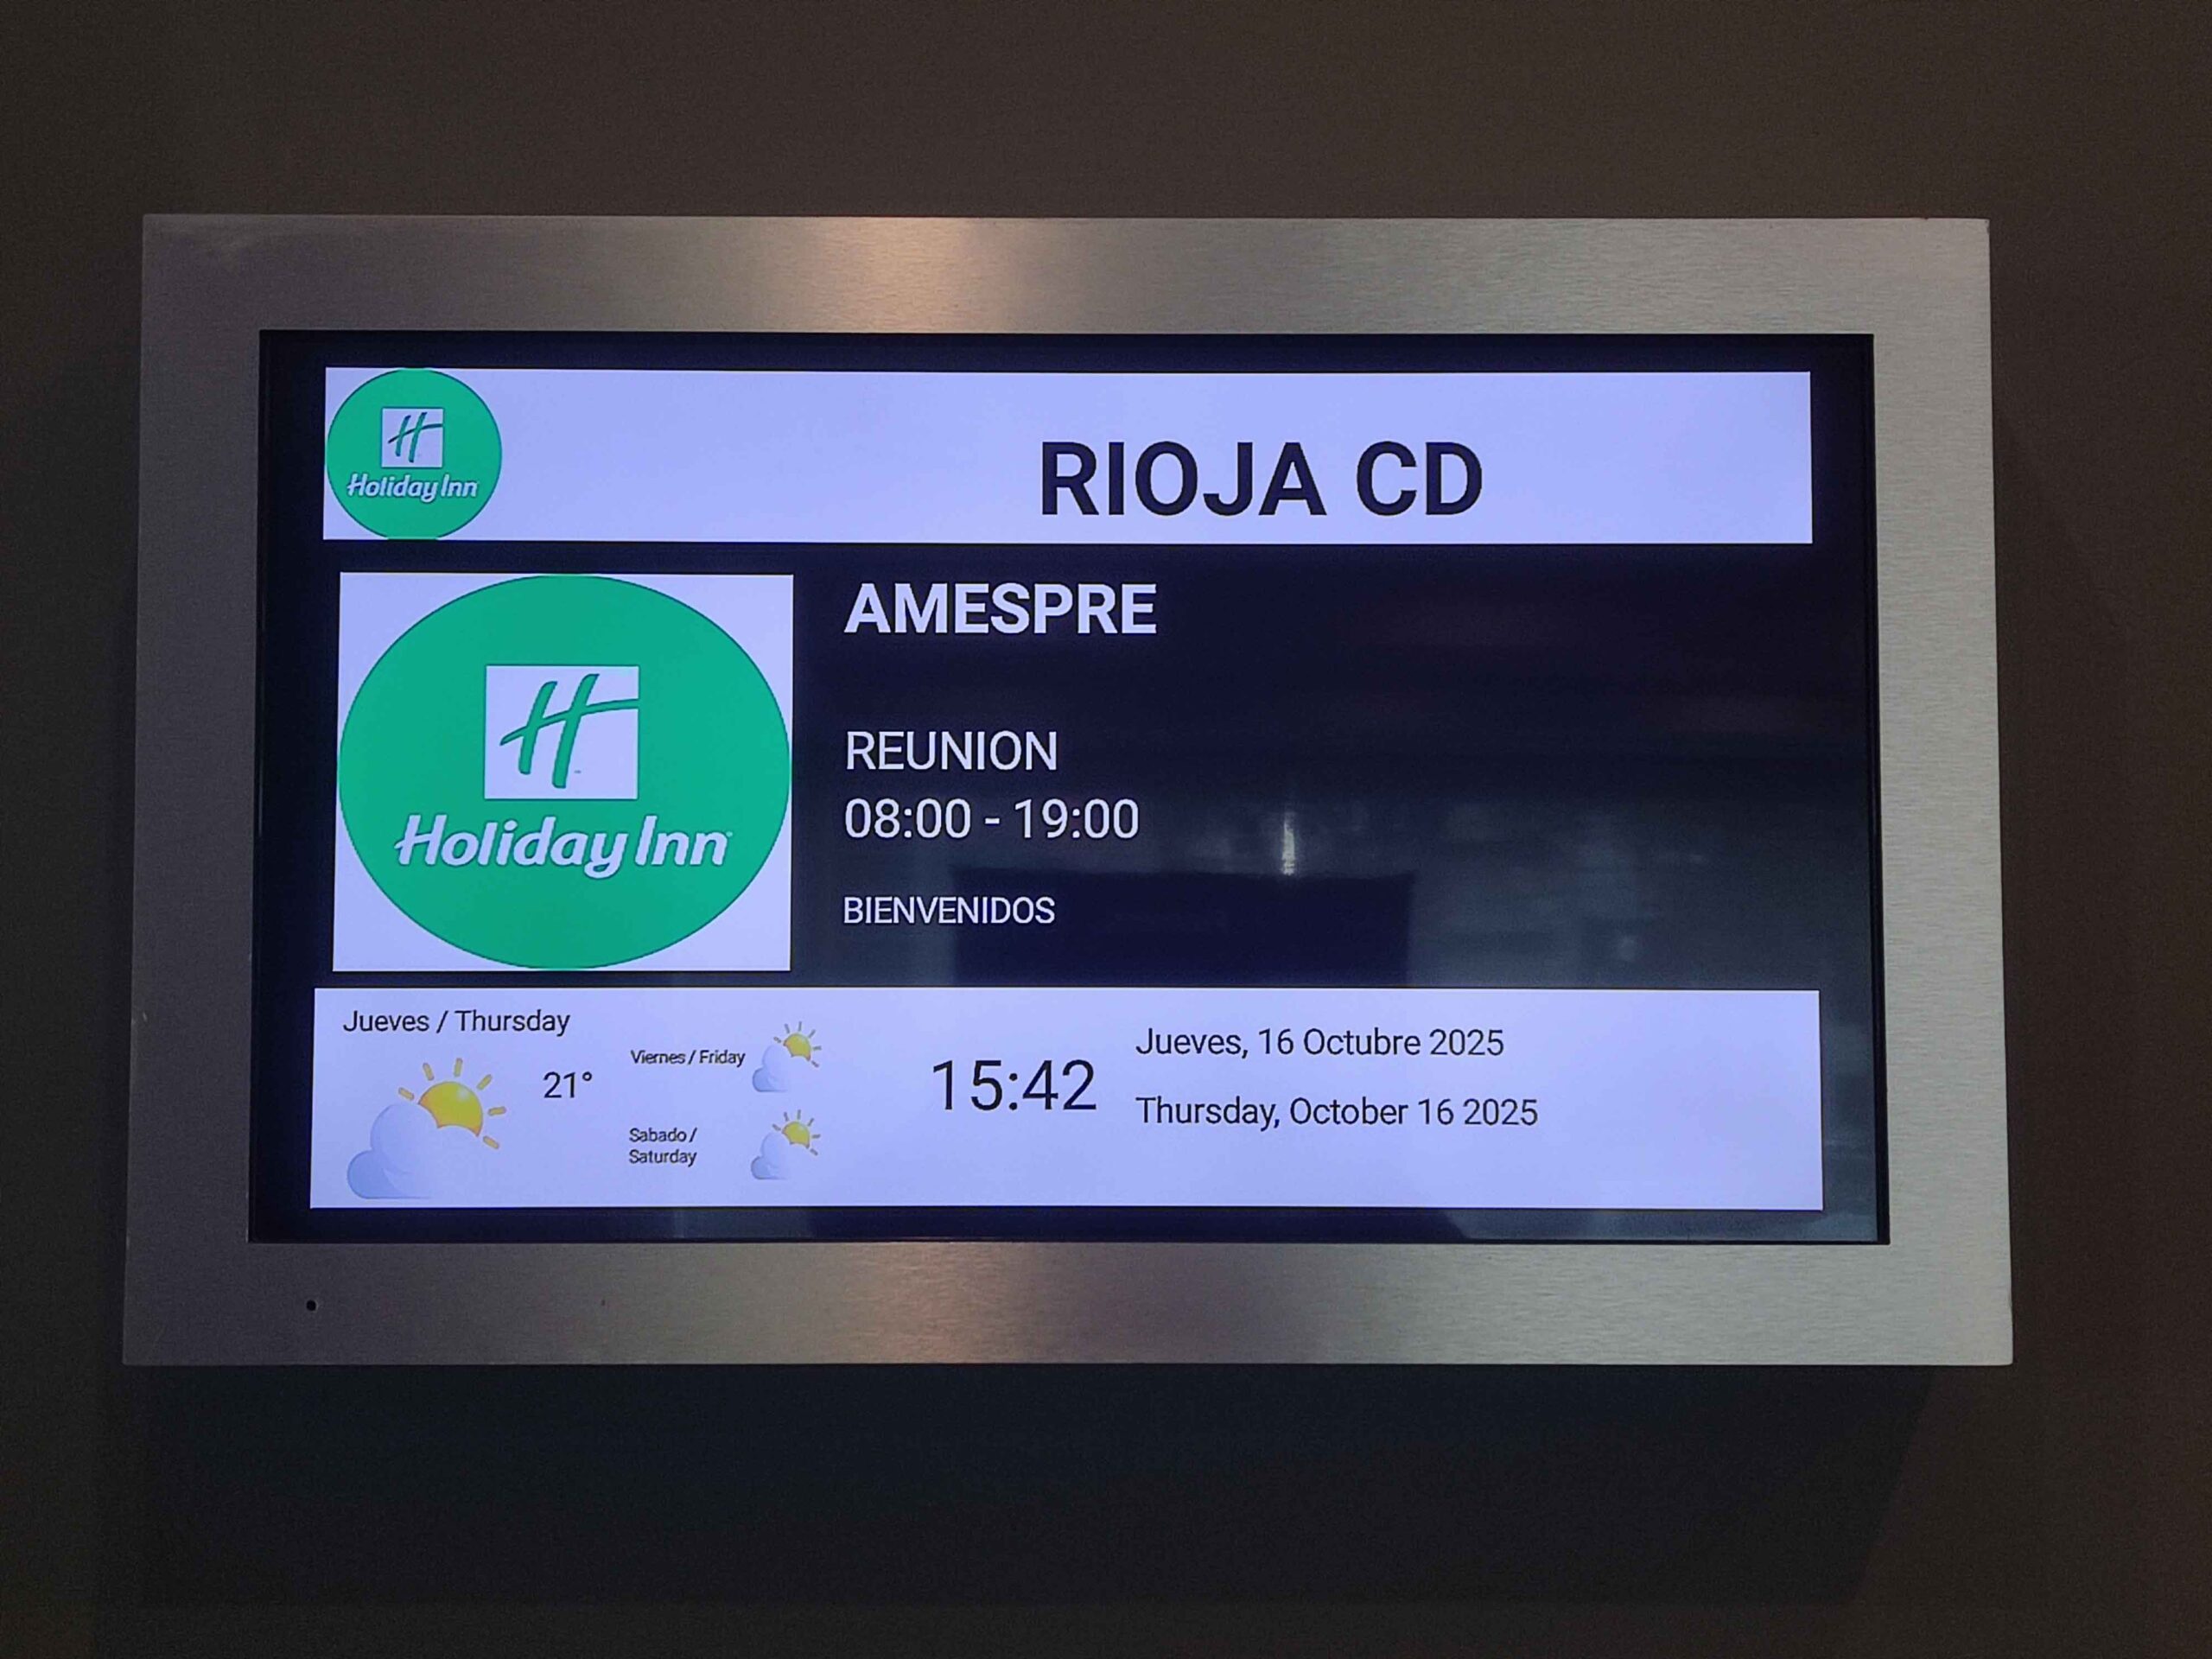 Holiday Inn
RIOJA CD
Holiday Inn
AMESPRE
REUNION
08:00 - 19:00
BIENVENIDOS
Jueves / Thursday
21°
Viernes / Friday
Sabado /
Saturday
15:42
Jueves, 16 Octubre 2025
Thursday, October 16 2025